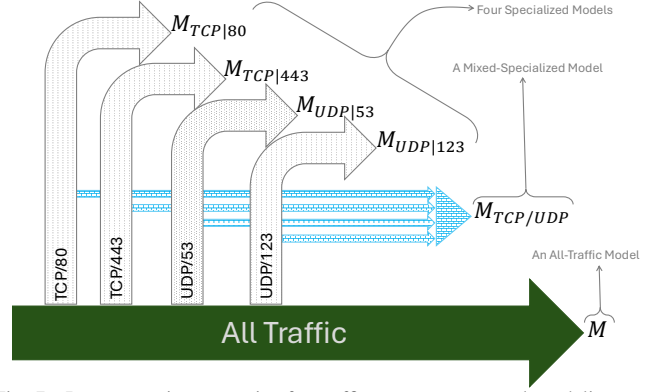 Four Specialized Models
M_{TCP|80}
A Mixed-Specialized Model
M_{TCP|443}
M_{UDP|53}
M_{UDP|123}
M_{TCP/UDP}
TCP/80
TCP/443
UDP/53
UDP/123
An All-Traffic Model
All Traffic
M